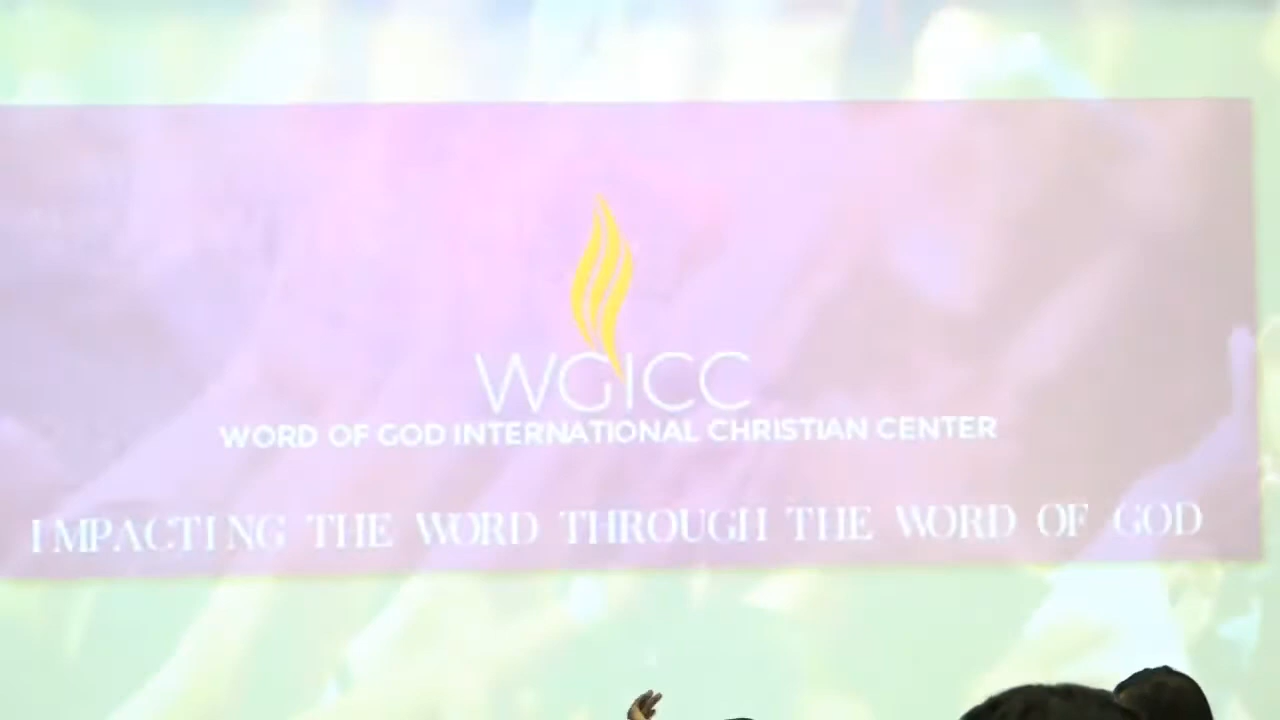 WGICC
WORD OF GOD INTERNATIONAL CHRISTIAN CENTER
IMPACTING THE WORD THROUGH THE WORD OF GOD